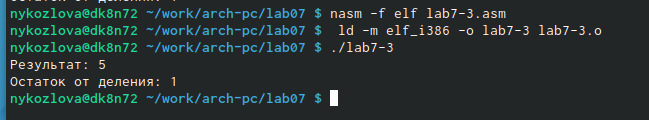 nykozlova@dk8n72 ~/work/arch-pc/lab07 $ nasm -f elf lab7-3.asm
nykozlova@dk8n72 ~/work/arch-pc/lab07 $  ld -m elf_i386 -o lab7-3 lab7-3.o
nykozlova@dk8n72 ~/work/arch-pc/lab07 $ ./lab7-3
Результат: 5
Остаток от деления: 1
nykozlova@dk8n72 ~/work/arch-pc/lab07 $